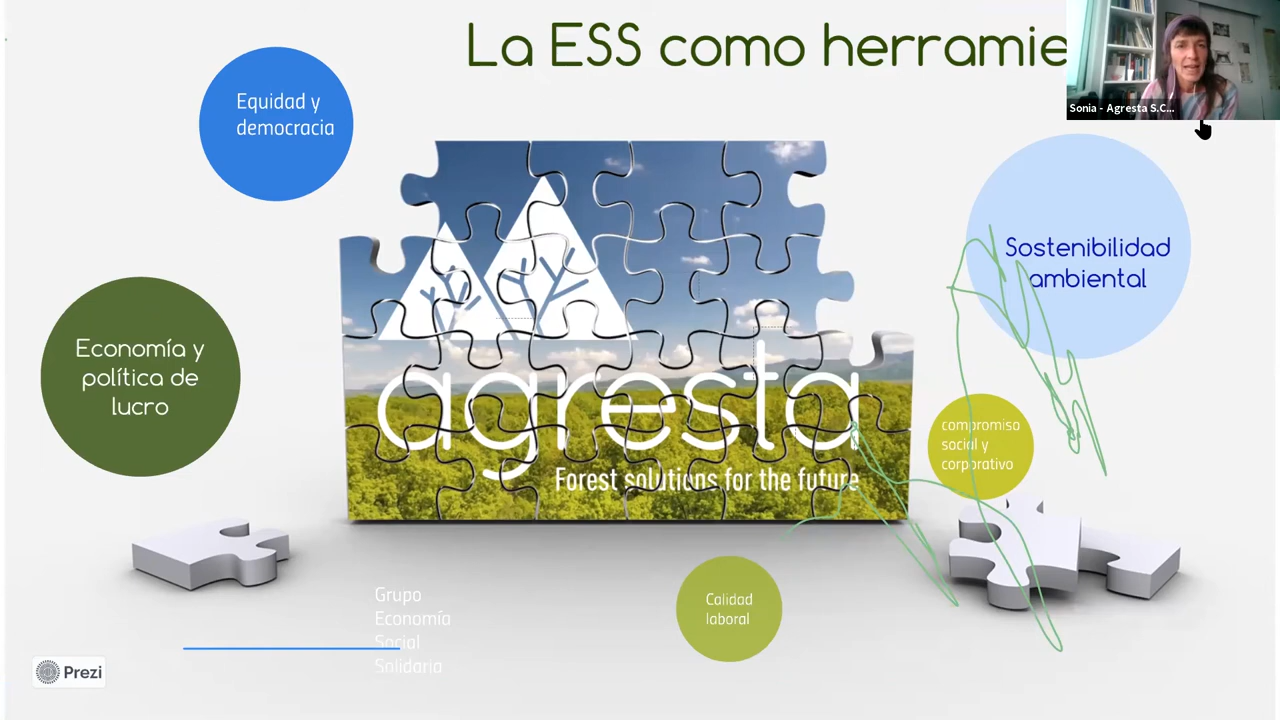 La ESS como herramie
Sonia - Agresta S.C...
Equidad y
democracia
Sostenibilidad
ambiental
Economía y
política de
lucro
agresta
Forest solutions for the future
compromiso
social y
corporativo
Calidad
laboral
Grupo
Economía
Social
Solidaria
Prezi